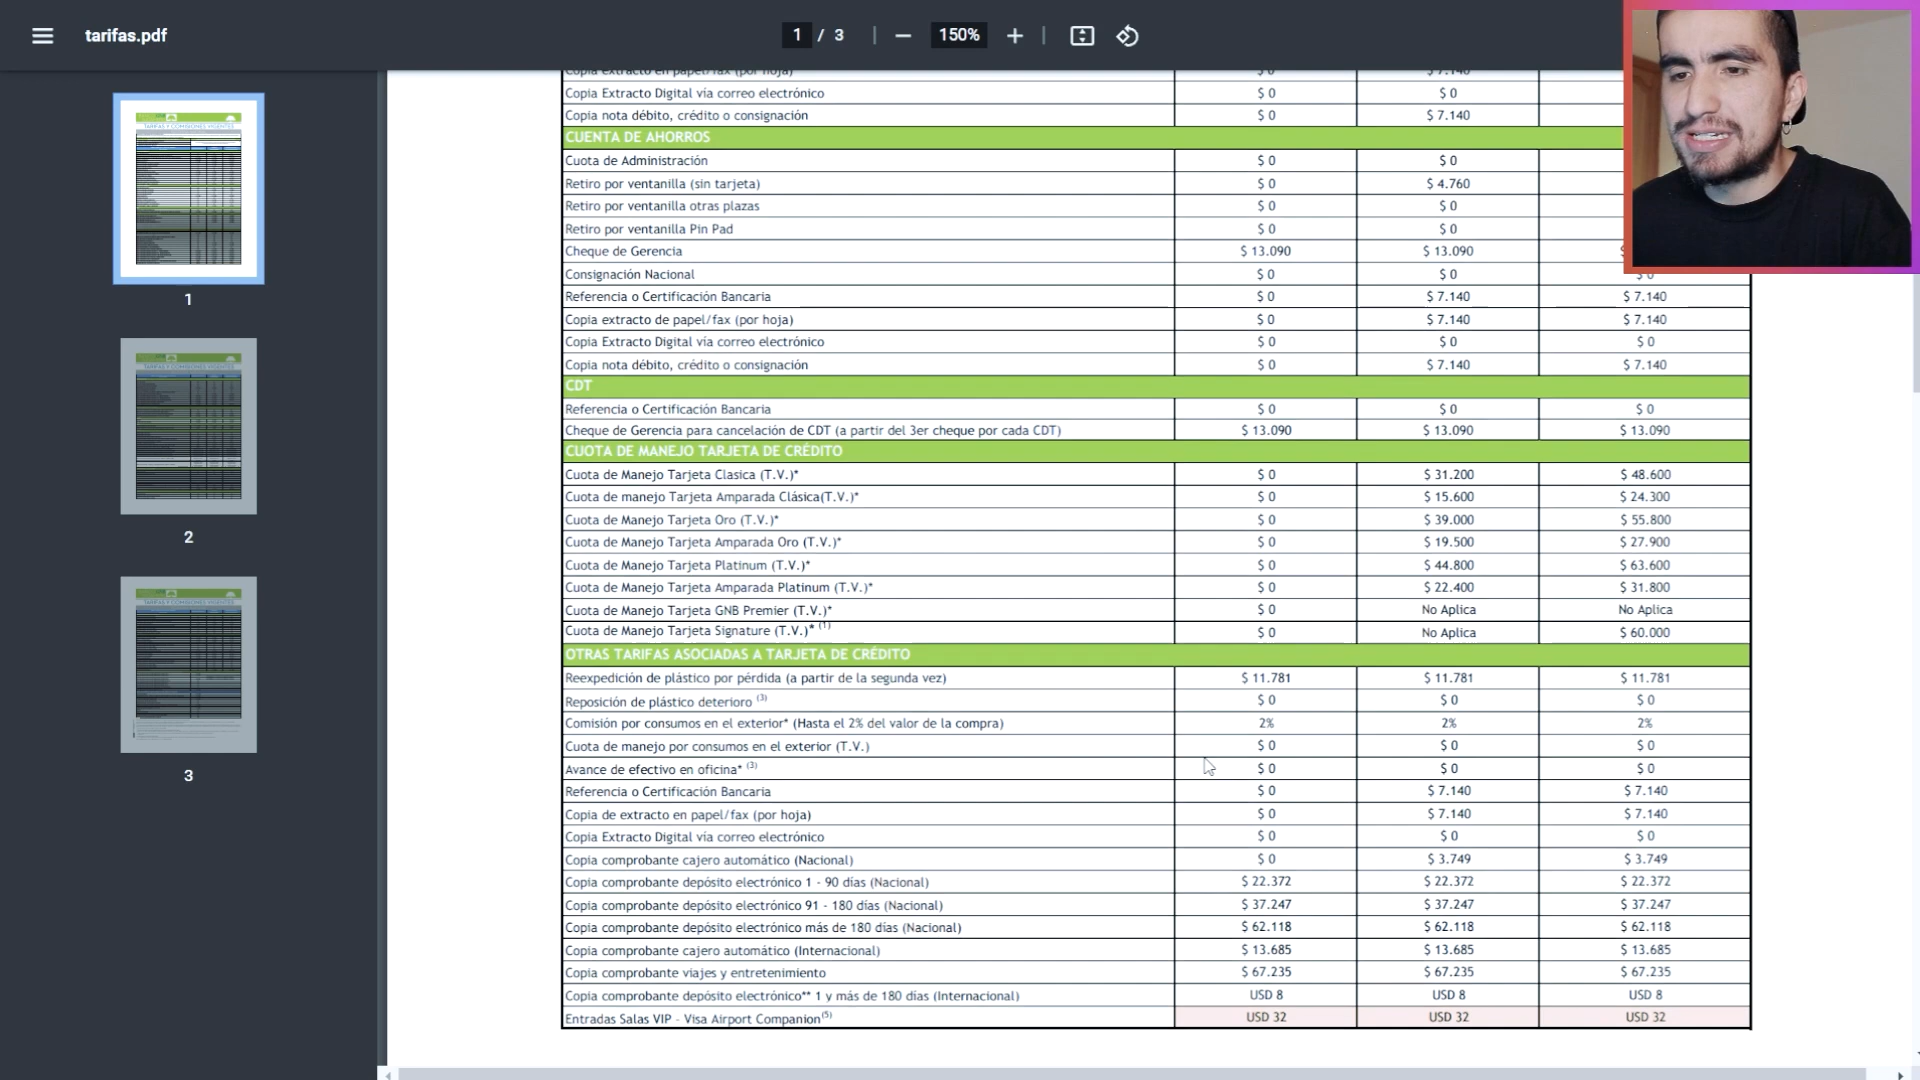 tarifas.pdf
1 / 3 150%
1
2
3
Copia extracto en papel/fax (por hoja) $ 0 $ 7.140
Copia Extracto Digital vía correo electrónico $ 0 $ 0
Copia nota débito, crédito o consignación $ 0 $ 7.140
CUENTA DE AHORROS
Cuota de Administración $ 0 $ 0
Retiro por ventanilla (sin tarjeta) $ 0 $ 4.760
Retiro por ventanilla otras plazas $ 0 $ 0
Retiro por ventanilla Pin Pad $ 0 $ 0
Cheque de Gerencia $ 13.090 $ 13.090
Consignación Nacional $ 0 $ 0 $ 0
Referencia o Certificación Bancaria $ 0 $ 7.140 $ 7.140
Copia extracto de papel/fax (por hoja) $ 0 $ 7.140 $ 7.140
Copia Extracto Digital vía correo electrónico $ 0 $ 0 $ 0
Copia nota débito, crédito o consignación $ 0 $ 7.140 $ 7.140
CDT
Referencia o Certificación Bancaria $ 0 $ 0 $ 0
Cheque de Gerencia para cancelación de CDT (a partir del 3er cheque por cada CDT) $ 13.090 $ 13.090 $ 13.090
CUOTA DE MANEJO TARJETA DE CRÉDITO
Cuota de Manejo Tarjeta Clasica (T.V.)* $ 0 $ 31.200 $ 48.600
Cuota de manejo Tarjeta Amparada Clásica(T.V.)* $ 0 $ 15.600 $ 24.300
Cuota de Manejo Tarjeta Oro (T.V.)* $ 0 $ 39.000 $ 55.800
Cuota de Manejo Tarjeta Amparada Oro (T.V.)* $ 0 $ 19.500 $ 27.900
Cuota de Manejo Tarjeta Platinum (T.V.)* $ 0 $ 44.800 $ 63.600
Cuota de Manejo Tarjeta Amparada Platinum (T.V.)* $ 0 $ 22.400 $ 31.800
Cuota de Manejo Tarjeta GNB Premier (T.V.)* $ 0 No Aplica No Aplica
Cuota de Manejo Tarjeta Signature (T.V.)* (1) $ 0 No Aplica $ 60.000
OTRAS TARIFAS ASOCIADAS A TARJETA DE CRÉDITO
Reexpedición de plástico por pérdida (a partir de la segunda vez) $ 11.781 $ 11.781 $ 11.781
Reposición de plástico deterioro (3) $ 0 $ 0 $ 0
Comisión por consumos en el exterior* (Hasta el 2% del valor de la compra) 2% 2% 2%
Cuota de manejo por consumos en el exterior (T.V.) $ 0 $ 0 $ 0
Avance de efectivo en oficina* (3) $ 0 $ 0 $ 0
Referencia o Certificación Bancaria $ 0 $ 7.140 $ 7.140
Copia de extracto en papel/fax (por hoja) $ 0 $ 7.140 $ 7.140
Copia Extracto Digital vía correo electrónico $ 0 $ 0 $ 0
Copia comprobante cajero automático (Nacional) $ 0 $ 3.749 $ 3.749
Copia comprobante depósito electrónico 1 - 90 días (Nacional) $ 22.372 $ 22.372 $ 22.372
Copia comprobante depósito electrónico 91 - 180 días (Nacional) $ 37.247 $ 37.247 $ 37.247
Copia comprobante depósito electrónico más de 180 días (Nacional) $ 62.118 $ 62.118 $ 62.118
Copia comprobante cajero automático (Internacional) $ 13.685 $ 13.685 $ 13.685
Copia comprobante viajes y entretenimiento $ 67.235 $ 67.235 $ 67.235
Copia comprobante depósito electrónico** 1 y más de 180 días (Internacional) USD 8 USD 8 USD 8
Entradas Salas VIP - Visa Airport Companion(5) USD 32 USD 32 USD 32